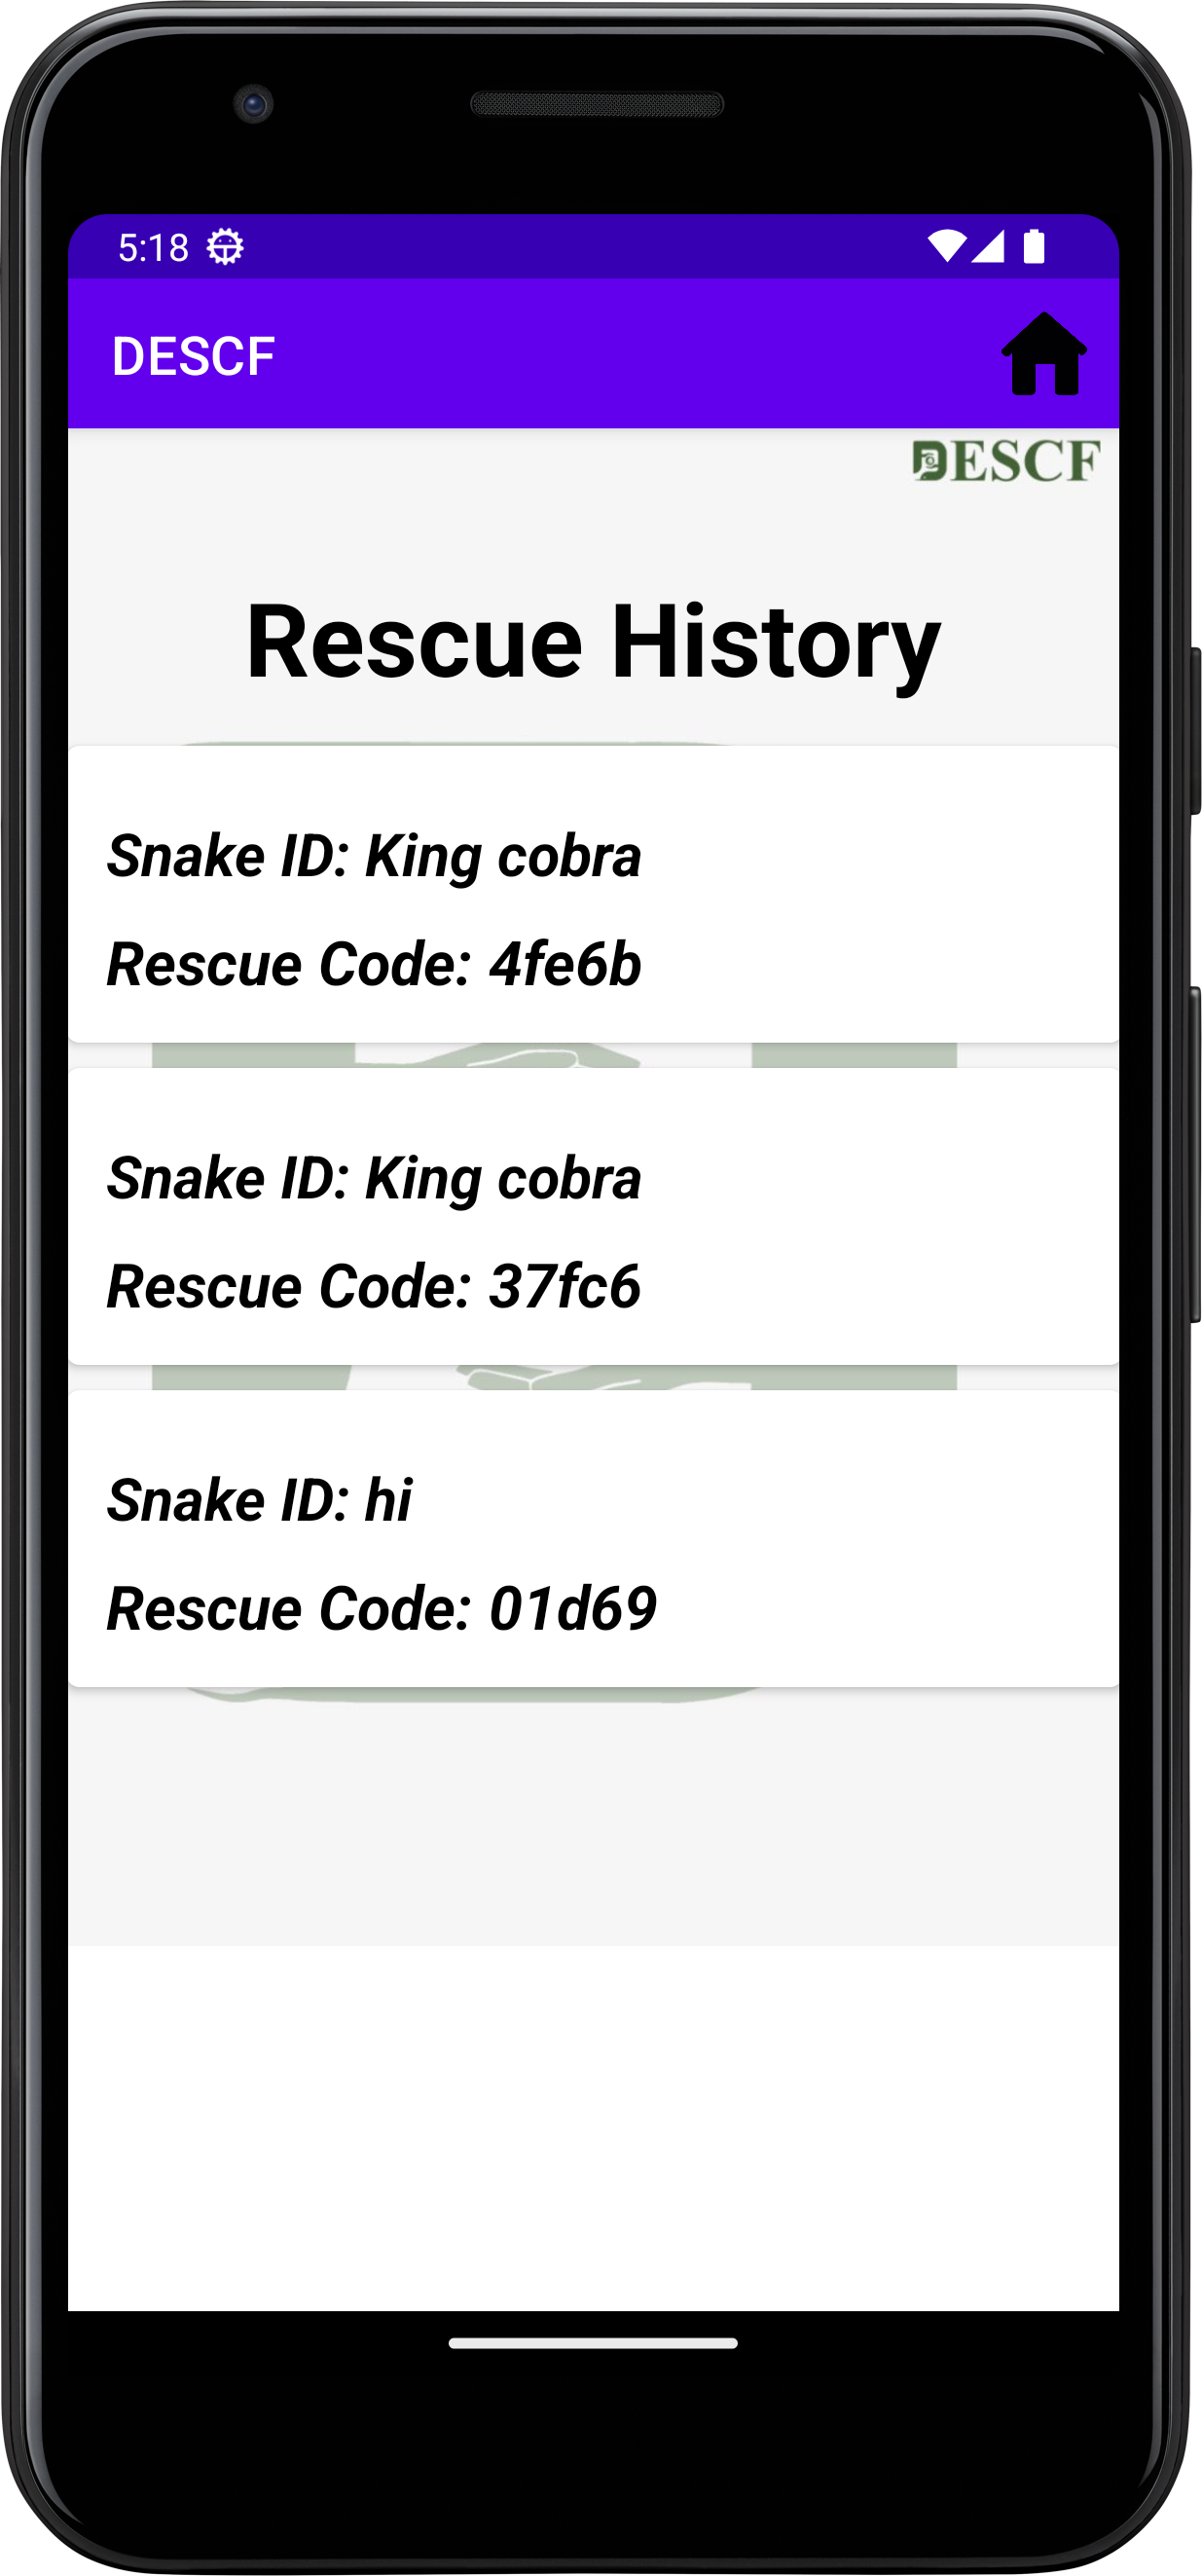 5:18
DESCF
DESCF
Rescue History
Snake ID: King cobra
Rescue Code: 4fe6b
Snake ID: King cobra
Rescue Code: 37fc6
Snake ID: hi
Rescue Code: 01d69